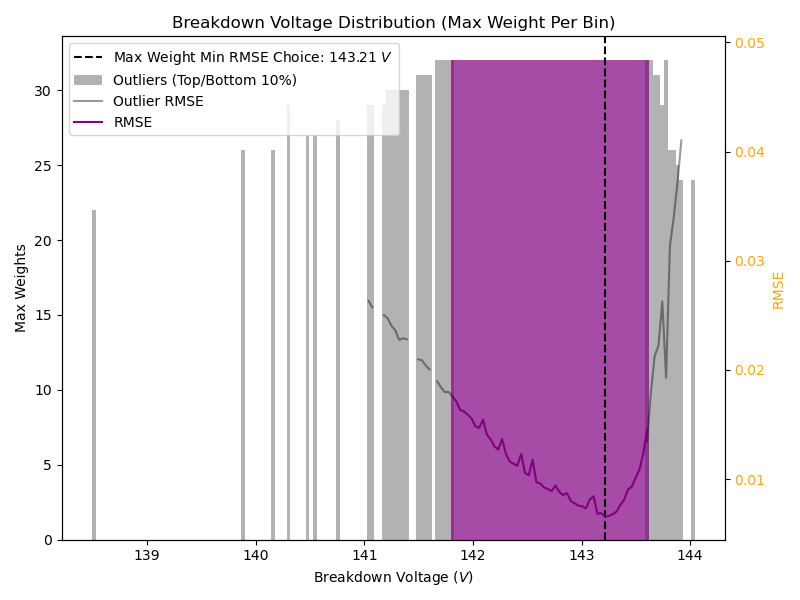 Breakdown Voltage Distribution (Max Weight Per Bin)
Max Weight Min RMSE Choice: 143.21 V
Outliers (Top/Bottom 10%)
Outlier RMSE
RMSE
Max Weights
30
25
20
15
10
5
0
139
140
141
142
143
144
Breakdown Voltage (V)
0.05
0.04
0.03
0.02
0.01
RMSE